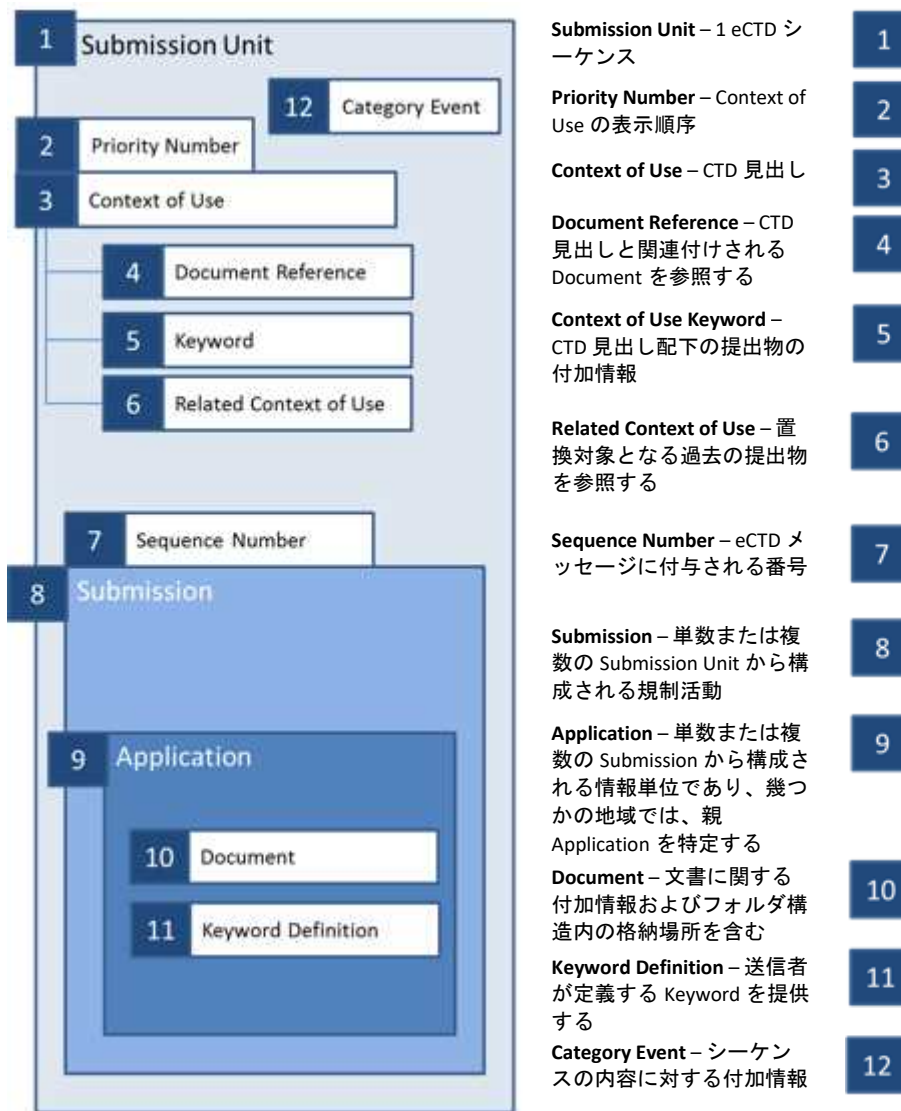 1 Submission Unit
12 Category Event
2 Priority Number
3 Context of Use
4 Document Reference
5 Keyword
6 Related Context of Use
7 Sequence Number
8 Submission
9 Application
10 Document
11 Keyword Definition
Submission Unit – 1 eCTD シ
ーケンス
1
Priority Number – Context of
Use の表示順序
2
Context of Use – CTD 見出し
3
Document Reference – CTD
見出しと関連付けされる
Document を参照する
4
Context of Use Keyword –
CTD 見出し配下の提出物の
付加情報
5
Related Context of Use – 置
換対象となる過去の提出物
を参照する
6
Sequence Number – eCTD メ
ッセージに付与される番号
7
Submission – 単数または複
数の Submission Unit から構
成される規制活動
8
Application – 単数または複
数の Submission から構成さ
れる情報単位であり、幾つ
かの地域では、親
Application を特定する
9
Document – 文書に関する
付加情報およびフォルダ構
造内の格納場所を含む
10
Keyword Definition – 送信者
が定義する Keyword を提供
する
11
Category Event – シーケン
スの内容に対する付加情報
12